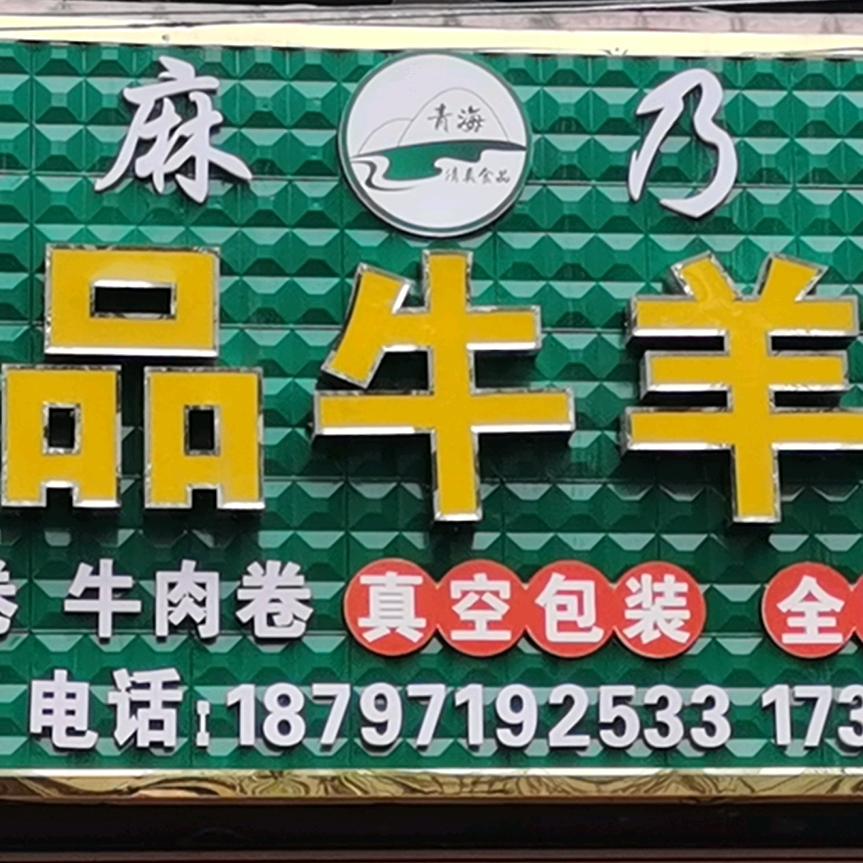 麻 乃
青海
清真食品
品牛羊
卷 牛肉卷 真空包装 全
电话:18797192533 173